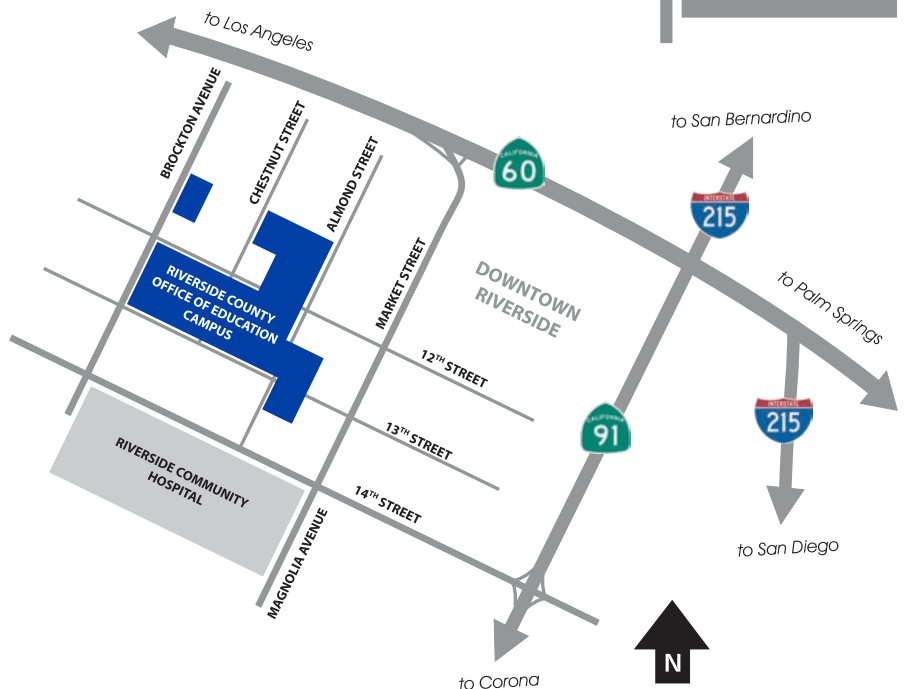 to Los Angeles
BROCKTON AVENUE
CHESTNUT STREET
ALMOND STREET
MARKET STREET
CALIFORNIA
60
to San Bernardino
INTERSTATE
215
DOWNTOWN
RIVERSIDE
to Palm Springs
RIVERSIDE COUNTY
OFFICE OF EDUCATION
CAMPUS
12TH STREET
13TH STREET
14TH STREET
CALIFORNIA
91
INTERSTATE
215
RIVERSIDE COMMUNITY
HOSPITAL
MAGNOLIA AVENUE
to San Diego
to Corona
N